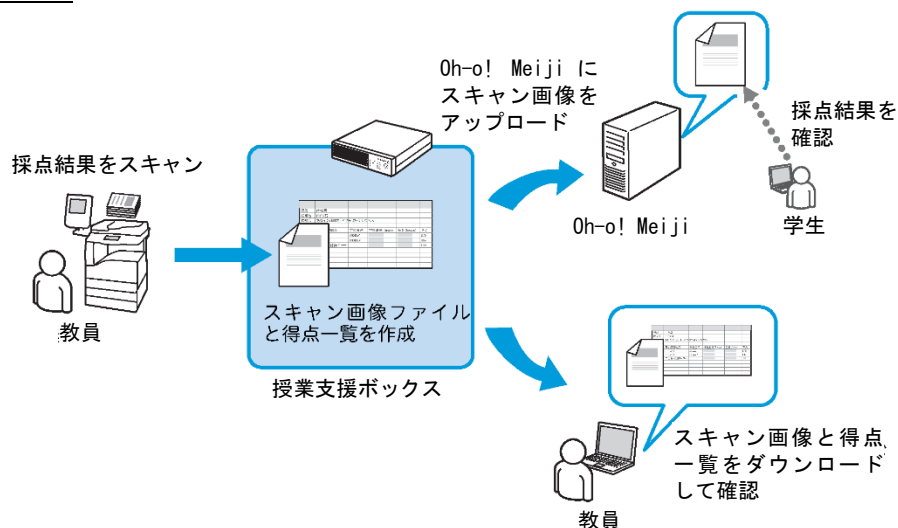 Oh-o! Meiji に
スキャン画像を
アップロード
採点結果を
確認
採点結果をスキャン
Oh-o! Meiji
学生
教員
スキャン画像ファイル
と得点一覧を作成
授業支援ボックス
スキャン画像と得点
一覧をダウンロード
して確認
教員